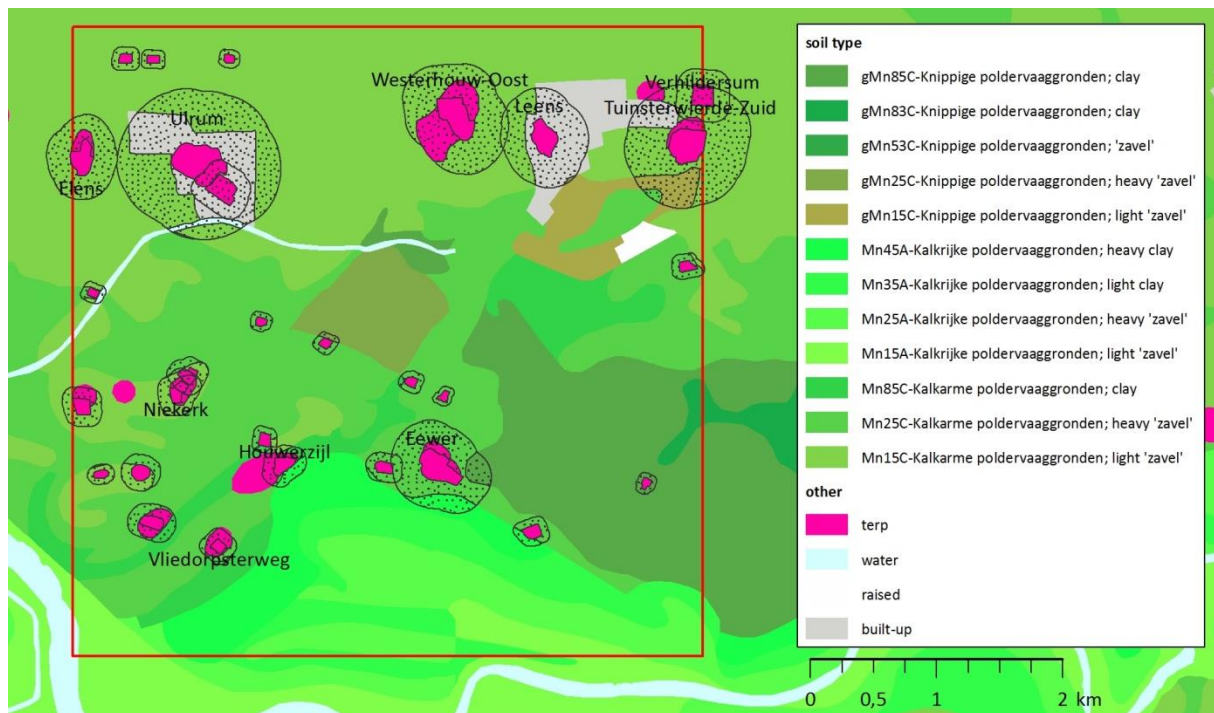 Westerhouw-Oost
Verhildersum
Leens
Tuinsterwierde-Zuid
Ulrum
Elens
Niekerk
Eewer
Houwerzijl
Vliedorpsterweg
soil type
gMn85C-Knippige poldervaaggronden; clay
gMn83C-Knippige poldervaaggronden; clay
gMn53C-Knippige poldervaaggronden; 'zavel'
gMn25C-Knippige poldervaaggronden; heavy 'zavel'
gMn15C-Knippige poldervaaggronden; light 'zavel'
Mn45A-Kalkrijke poldervaaggronden; heavy clay
Mn35A-Kalkrijke poldervaaggronden; light clay
Mn25A-Kalkrijke poldervaaggronden; heavy 'zavel'
Mn15A-Kalkrijke poldervaaggronden; light 'zavel'
Mn85C-Kalkarme poldervaaggronden; clay
Mn25C-Kalkarme poldervaaggronden; heavy 'zavel'
Mn15C-Kalkarme poldervaaggronden; light 'zavel'
other
terp
water
raised
built-up
0 0,5 1 2 km